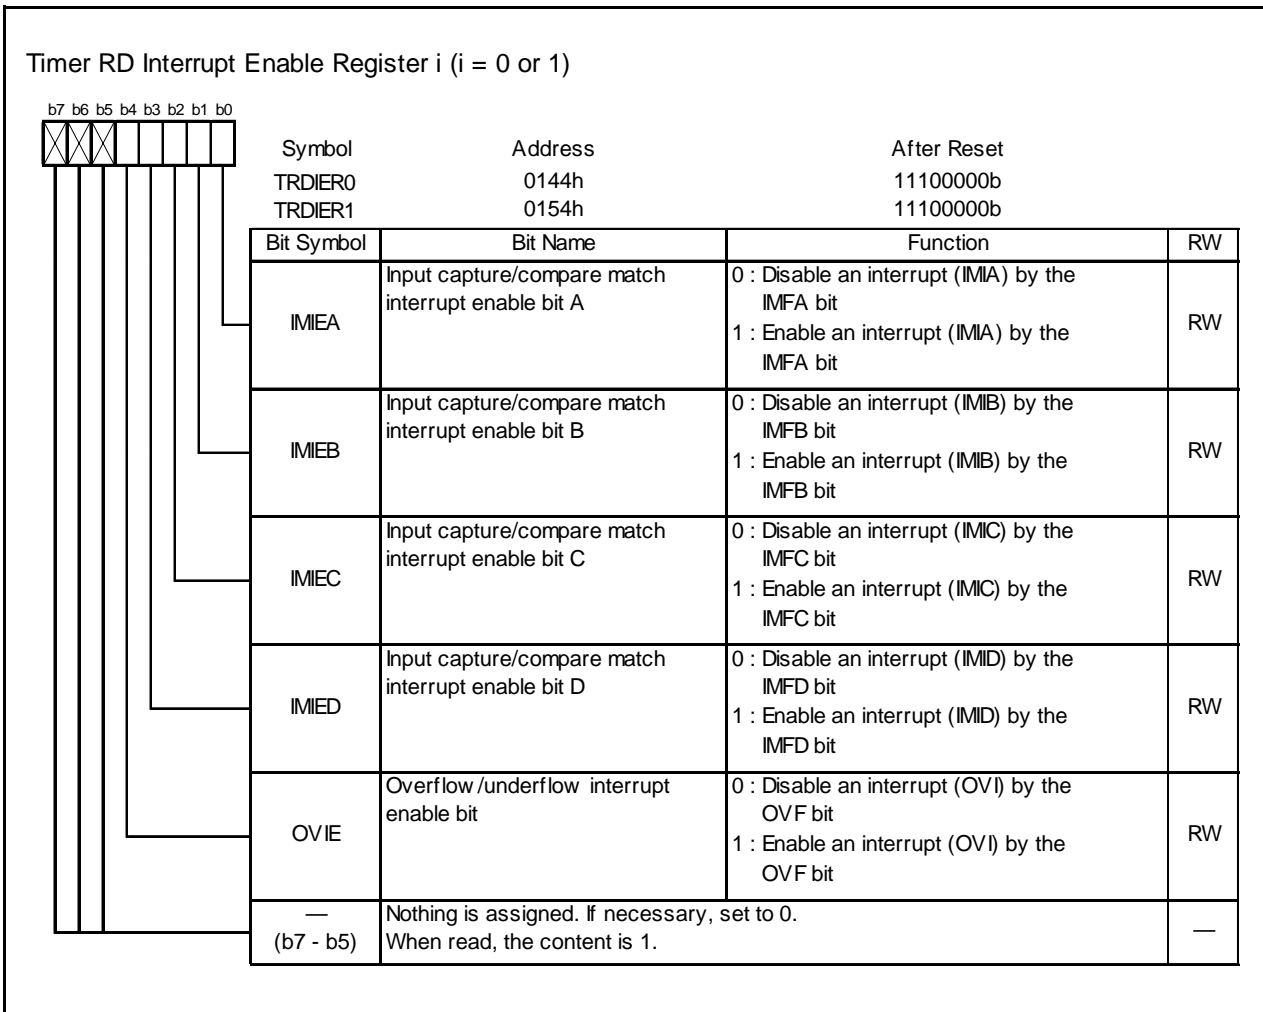 Timer RD Interrupt Enable Register i (i = 0 or 1)
b7 b6 b5 b4 b3 b2 b1 b0
Symbol Address After Reset
TRDIER0 0144h 11100000b
TRDIER1 0154h 11100000b
Bit Symbol Bit Name Function RW
IMIEA
Input capture/compare match
interrupt enable bit A
0 : Disable an interrupt (IMIA) by the
IMFA bit
1 : Enable an interrupt (IMIA) by the
IMFA bit
RW
IMIEB
Input capture/compare match
interrupt enable bit B
0 : Disable an interrupt (IMIB) by the
IMFB bit
1 : Enable an interrupt (IMIB) by the
IMFB bit
RW
IMIEC
Input capture/compare match
interrupt enable bit C
0 : Disable an interrupt (IMIC) by the
IMFC bit
1 : Enable an interrupt (IMIC) by the
IMFC bit
RW
IMIED
Input capture/compare match
interrupt enable bit D
0 : Disable an interrupt (IMID) by the
IMFD bit
1 : Enable an interrupt (IMID) by the
IMFD bit
RW
OVIE
Overflow/underflow interrupt
enable bit
0 : Disable an interrupt (OVI) by the
OVF bit
1 : Enable an interrupt (OVI) by the
OVF bit
RW
—
(b7 - b5)
Nothing is assigned. If necessary, set to 0.
When read, the content is 1.
—